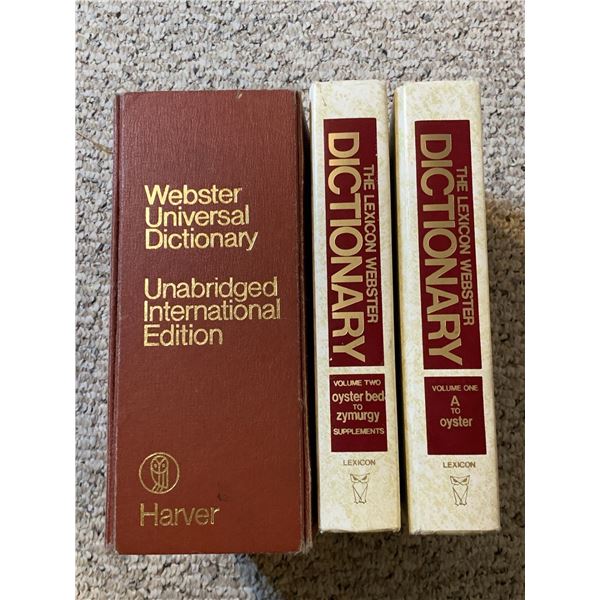 Webster
Universal
Dictionary
Unabridged
International
Edition
Harver
THE LEXICON WEBSTER
DICTIONARY
VOLUME TWO
oyster bed
TO
zymurgy
SUPPLEMENTS
LEXICON
THE LEXICON WEBSTER
DICTIONARY
VOLUME ONE
A
TO
oyster
LEXICON